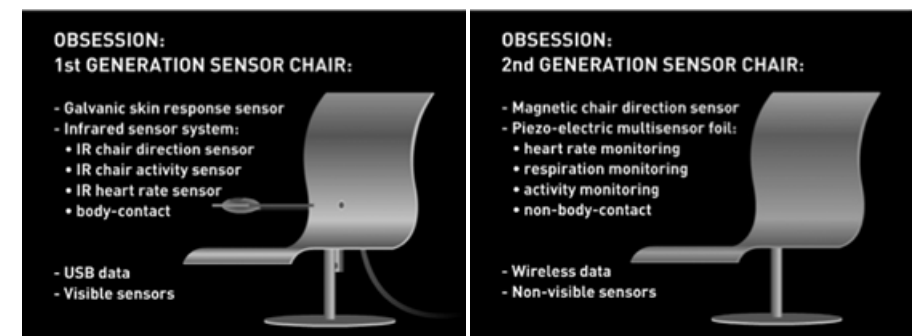 OBSESSION:
1st GENERATION SENSOR CHAIR:
- Galvanic skin response sensor
- Infrared sensor system:
• IR chair direction sensor
• IR chair activity sensor
• IR heart rate sensor
• body-contact
- USB data
- Visible sensors
OBSESSION:
2nd GENERATION SENSOR CHAIR:
- Magnetic chair direction sensor
- Piezo-electric multisensor foil:
• heart rate monitoring
• respiration monitoring
• activity monitoring
• non-body-contact
- Wireless data
- Non-visible sensors